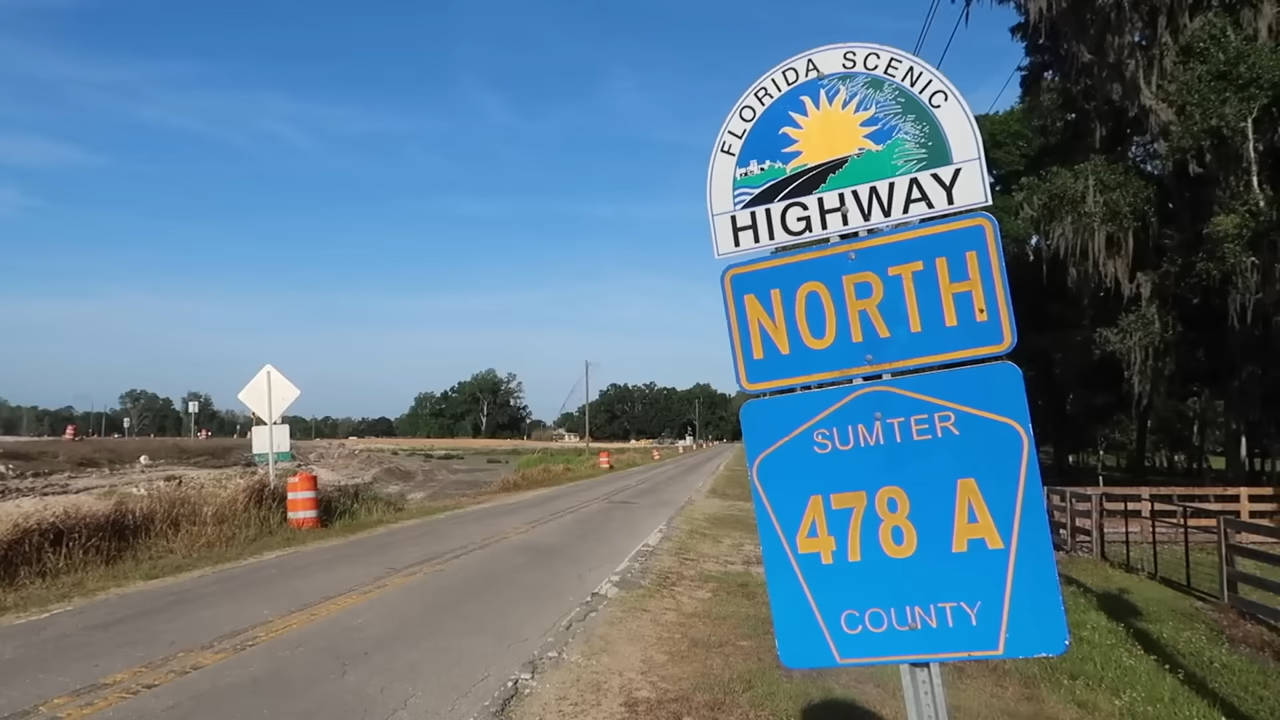 FLORIDA SCENIC
HIGHWAY
NORTH
SUMTER
478 A
COUNTY